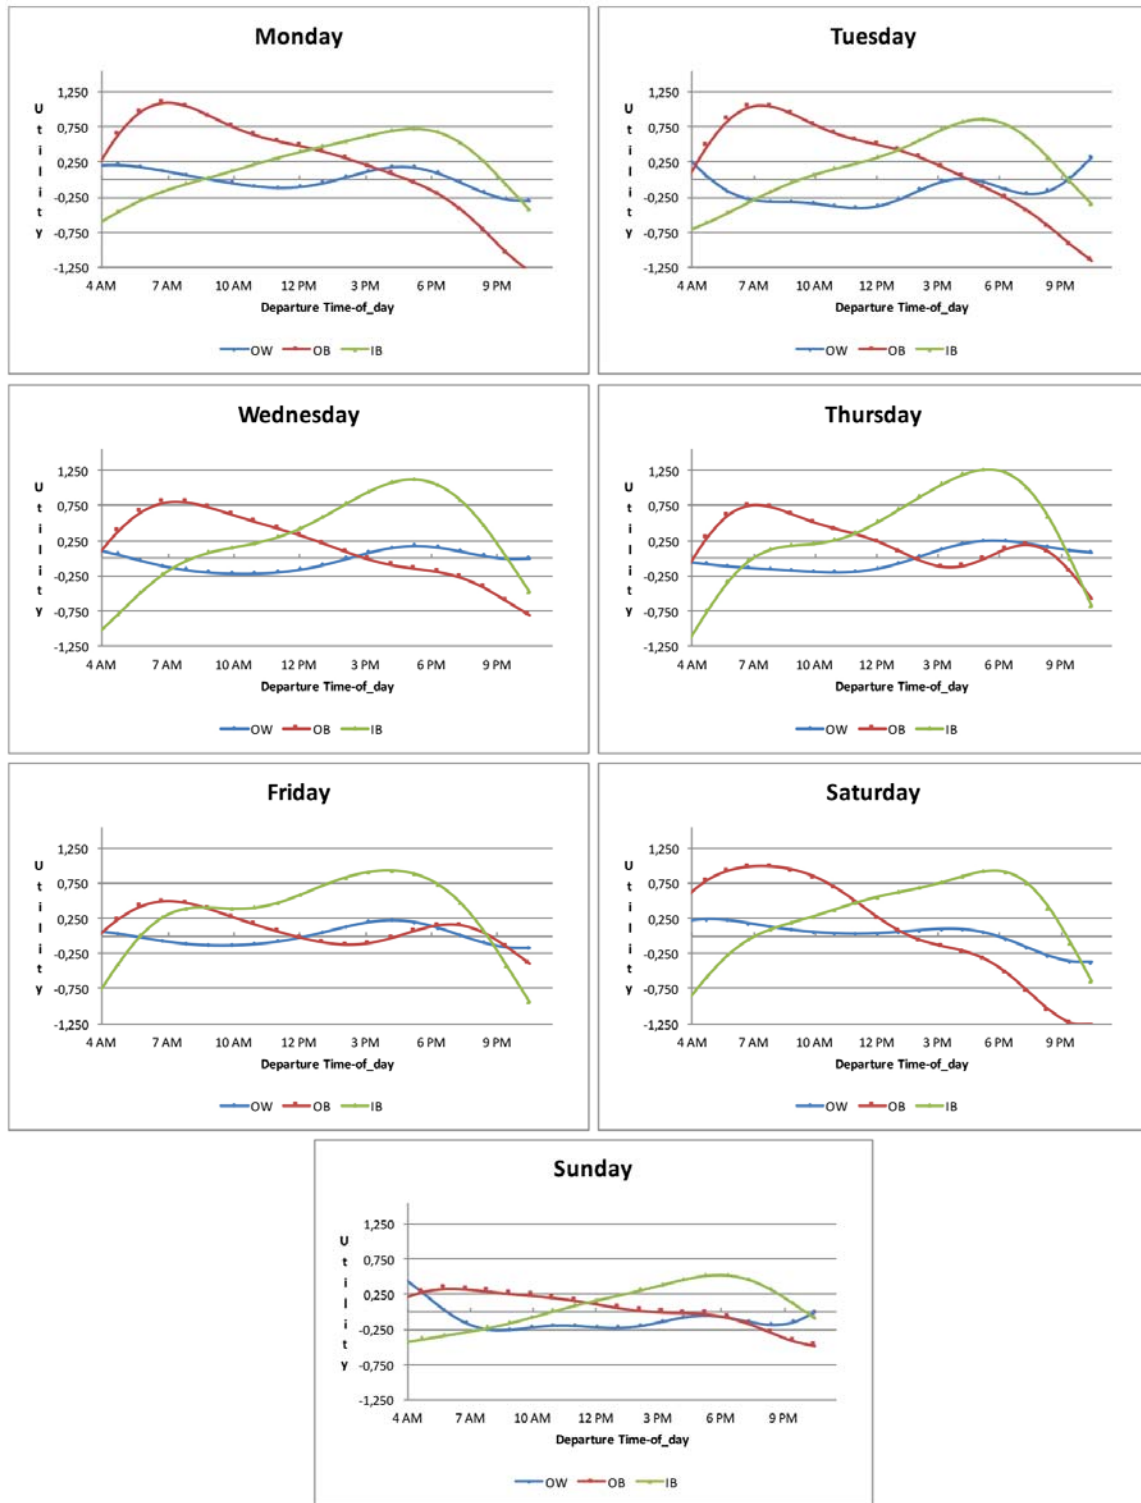 Monday
Utility
1,250
0,750
0,250
-0,250
-0,750
-1,250
4 AM 7 AM 10 AM 12 PM 3 PM 6 PM 9 PM
Departure Time-of_day
OW OB IB
Tuesday
Utility
1,250
0,750
0,250
-0,250
-0,750
-1,250
4 AM 7 AM 10 AM 12 PM 3 PM 6 PM 9 PM
Departure Time-of_day
OW OB IB
Wednesday
Utility
1,250
0,750
0,250
-0,250
-0,750
-1,250
4 AM 7 AM 10 AM 12 PM 3 PM 6 PM 9 PM
Departure Time-of_day
OW OB IB
Thursday
Utility
1,250
0,750
0,250
-0,250
-0,750
-1,250
4 AM 7 AM 10 AM 12 PM 3 PM 6 PM 9 PM
Departure Time-of_day
OW OB IB
Friday
Utility
1,250
0,750
0,250
-0,250
-0,750
-1,250
4 AM 7 AM 10 AM 12 PM 3 PM 6 PM 9 PM
Departure Time-of_day
OW OB IB
Saturday
Utility
1,250
0,750
0,250
-0,250
-0,750
-1,250
4 AM 7 AM 10 AM 12 PM 3 PM 6 PM 9 PM
Departure Time-of_day
OW OB IB
Sunday
Utility
1,250
0,750
0,250
-0,250
-0,750
-1,250
4 AM 7 AM 10 AM 12 PM 3 PM 6 PM 9 PM
Departure Time-of_day
OW OB IB